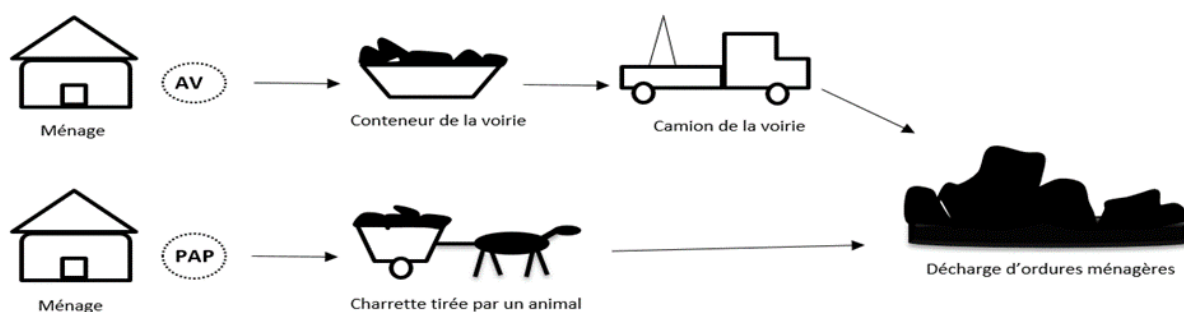 AV
Ménage
Conteneur de la voirie
Camion de la voirie
PAP
Ménage
Charrette tirée par un animal
Décharge d'ordures ménagères